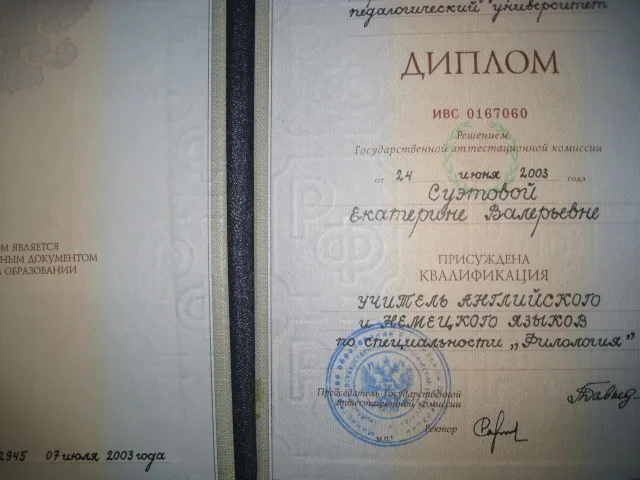 М ЯВЛЯЕТСЯ
НЫМ ДОКУМЕНТОМ
ОБРАЗОВАНИИ
2945 07 июля 2003 года
педагогический университет
ДИПЛОМ
ИВС 0167060
Решением
Государственной аттестационной комиссии
от 24 июня 2003 года
Суэтовой
Екатерине Валерьевне
ПРИСУЖДЕНА
КВАЛИФИКАЦИЯ
УЧИТЕЛЬ АНГЛИЙСКОГО
и НЕМЕЦКОГО ЯЗЫКОВ
по специальности „Филология"
Председатель Государственной
аттестационной комиссии
Ректор
М.П.